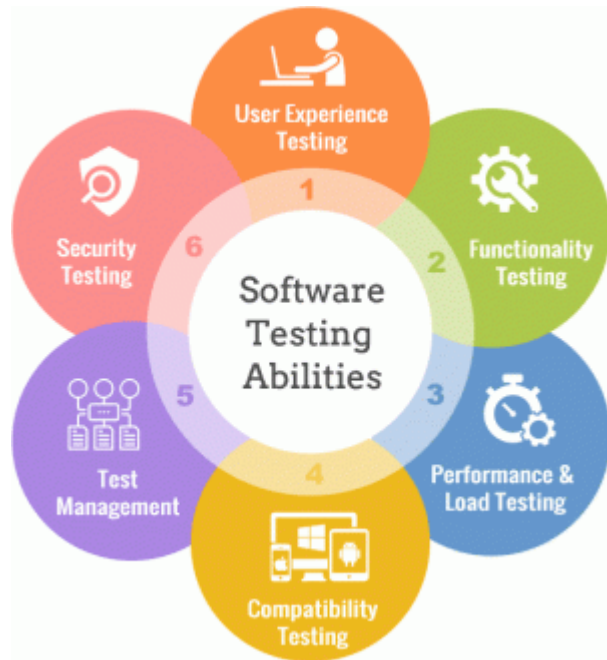 User Experience
Testing
1
Functionality
Testing
2
Performance &
Load Testing
3
Compatibility
Testing
4
Test
Management
5
Security
Testing
6
Software
Testing
Abilities